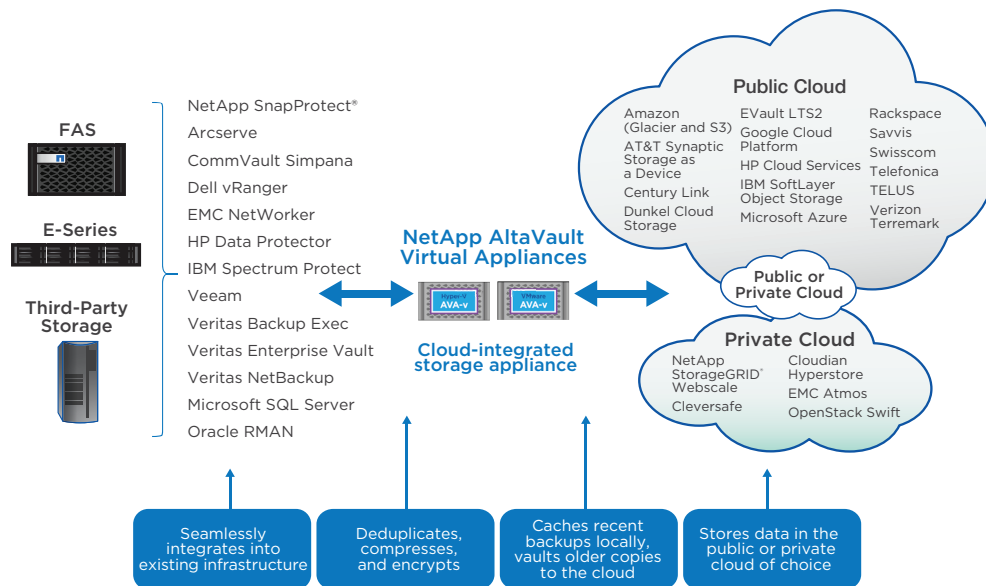 FAS
E-Series
Third-Party
Storage
NetApp SnapProtect®
Arcserve
CommVault Simpana
Dell vRanger
EMC NetWorker
HP Data Protector
IBM Spectrum Protect
Veeam
Veritas Backup Exec
Veritas Enterprise Vault
Veritas NetBackup
Microsoft SQL Server
Oracle RMAN
NetApp AltaVault
Virtual Appliances
Hyper-V
AVA-v
VMware
AVA-v
Cloud-integrated
storage appliance
Public Cloud
Amazon
(Glacier and S3)
AT&T Synaptic
Storage as
a Device
Century Link
Dunkel Cloud
Storage
EVault LTS2
Google Cloud
Platform
HP Cloud Services
IBM SoftLayer
Object Storage
Microsoft Azure
Rackspace
Savvis
Swisscom
Telefonica
TELUS
Verizon
Terremark
Public or
Private Cloud
Private Cloud
NetApp
StorageGRID®
Webscale
Cleversafe
Cloudian
Hyperstore
EMC Atmos
OpenStack Swift
Seamlessly
integrates into
existing infrastructure
Deduplicates,
compresses,
and encrypts
Caches recent
backups locally,
vaults older copies
to the cloud
Stores data in the
public or private
cloud of choice